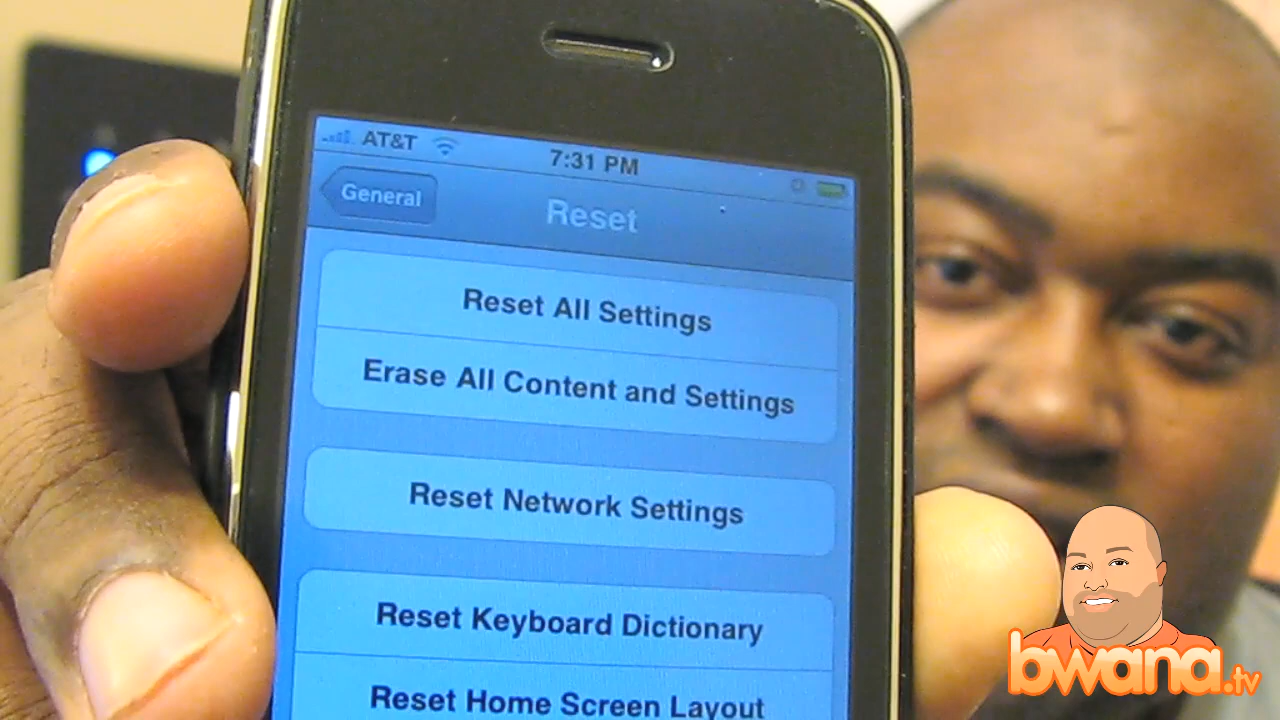 AT&T 7:31 PM
General
Reset
Reset All Settings
Erase All Content and Settings
Reset Network Settings
Reset Keyboard Dictionary
Reset Home Screen Layout
bwana.tv